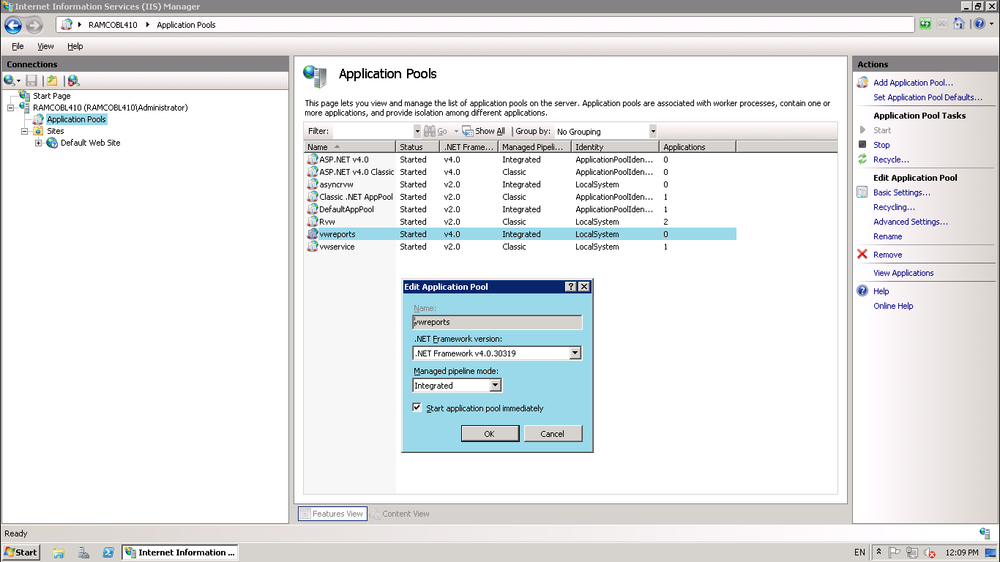 Internet Information Services (IIS) Manager
RAMCOBL410 Application Pools
File View Help
Connections
Start Page
RAMCOBL410 (RAMCOBL410\Administrator)
Application Pools
Sites
Default Web Site
Application Pools
This page lets you view and manage the list of application pools on the server. Application pools are associated with worker processes, contain one or
more applications, and provide isolation among different applications.
Filter: Go Show All Group by: No Grouping
Name Status .NET Frame... Managed Pipeli... Identity Applications
ASP.NET v4.0 Started v4.0 Integrated ApplicationPoolIden... 0
ASP.NET v4.0 Classic Started v4.0 Classic ApplicationPoolIden... 0
asyncrvw Started v2.0 Integrated LocalSystem 0
Classic .NET AppPool Started v2.0 Classic ApplicationPoolIden... 1
DefaultAppPool Started v2.0 Integrated ApplicationPoolIden... 1
Rvw Started v2.0 Classic LocalSystem 2
vwreports Started v4.0 Integrated LocalSystem 0
vwservice Started v2.0 Classic LocalSystem 1
Edit Application Pool
Name:
vwreports
.NET Framework version:
.NET Framework v4.0.30319
Managed pipeline mode:
Integrated
Start application pool immediately
OK Cancel
Features View Content View
Actions
Add Application Pool...
Set Application Pool Defaults...
Application Pool Tasks
Start
Stop
Recycle...
Edit Application Pool
Basic Settings...
Recycling...
Advanced Settings...
Rename
Remove
View Applications
Help
Online Help
Ready
Start Internet Information ... EN 12:09 PM